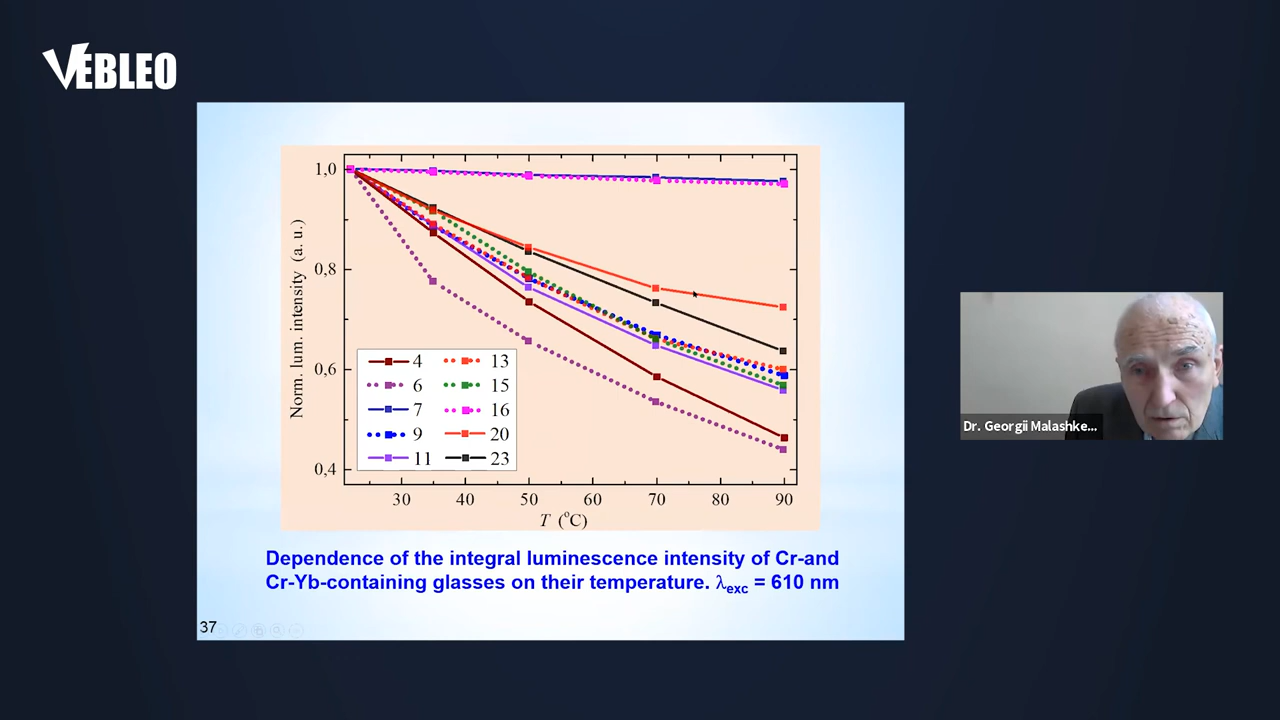 VEBLEO
1,0
0,8
0,6
0,4
Norm. lum. intensity (a. u.)
4 13
6 15
7 16
9 20
11 23
30 40 50 60 70 80 90
T (°C)
Dependence of the integral luminescence intensity of Cr-and
Cr-Yb-containing glasses on their temperature. λexc = 610 nm
37
Dr. Georgii Malashke...